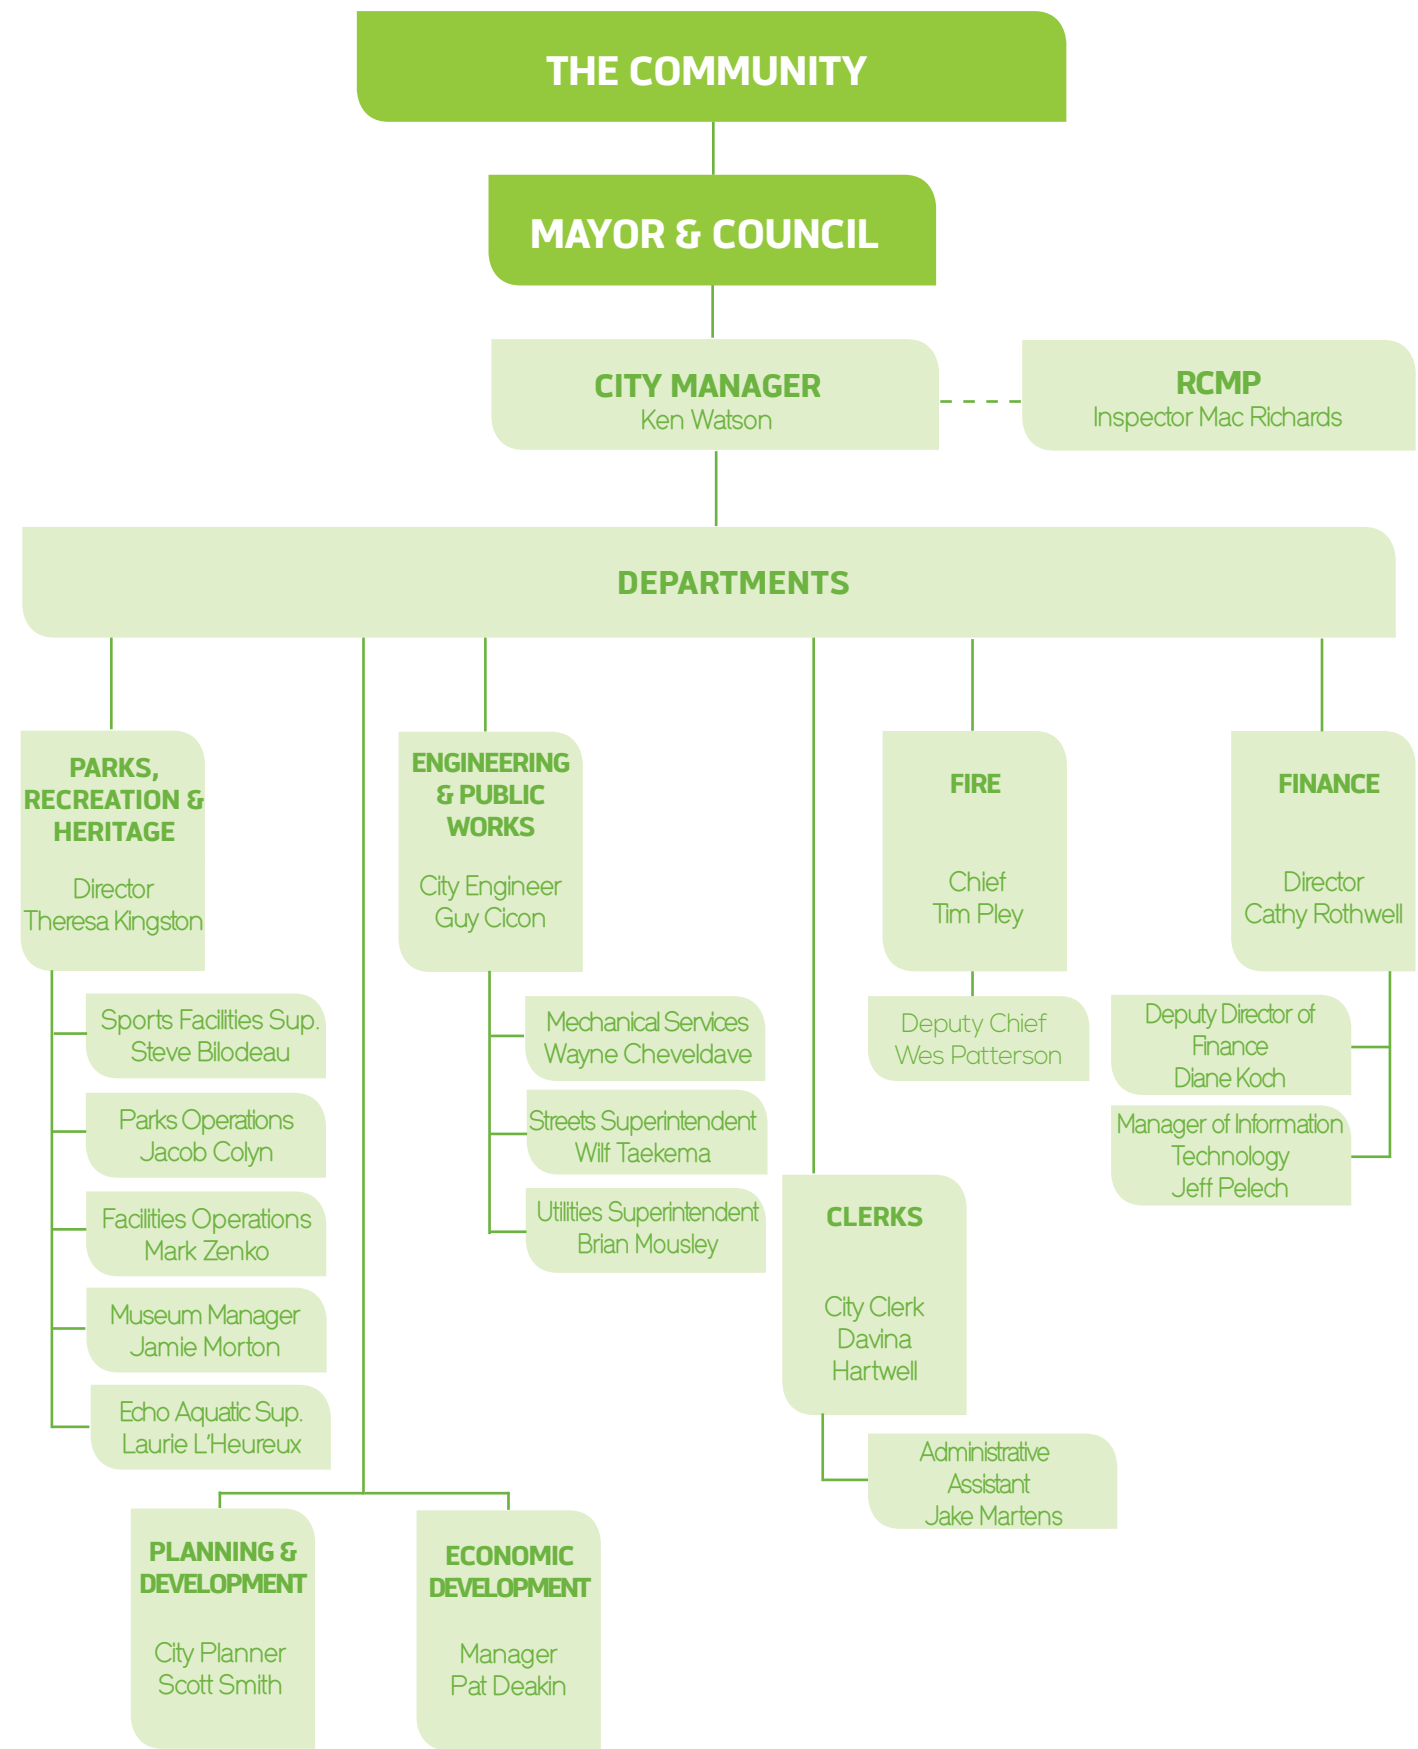 THE COMMUNITY
MAYOR & COUNCIL
CITY MANAGER
Ken Watson
RCMP
Inspector Mac Richards
DEPARTMENTS
PARKS,
RECREATION &
HERITAGE
Director
Theresa Kingston
Sports Facilities Sup.
Steve Bilodeau
Parks Operations
Jacob Colyn
Facilities Operations
Mark Zenko
Museum Manager
Jamie Morton
Echo Aquatic Sup.
Laurie L'Heureux
PLANNING &
DEVELOPMENT
City Planner
Scott Smith
ECONOMIC
DEVELOPMENT
Manager
Pat Deakin
ENGINEERING
& PUBLIC
WORKS
City Engineer
Guy Cicon
Mechanical Services
Wayne Cheveldave
Streets Superintendent
Wilf Taekema
Utilities Superintendent
Brian Mousley
CLERKS
City Clerk
Davina
Hartwell
Administrative
Assistant
Jake Martens
FIRE
Chief
Tim Pley
Deputy Chief
Wes Patterson
FINANCE
Director
Cathy Rothwell
Deputy Director of
Finance
Diane Koch
Manager of Information
Technology
Jeff Pelech